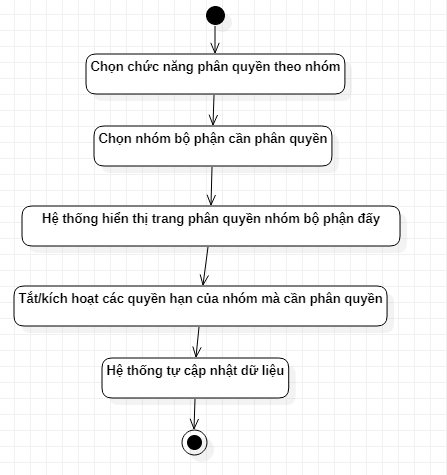 Chọn chức năng phân quyền theo nhóm
Chọn nhóm bộ phận cần phân quyền
Hệ thống hiển thị trang phân quyền nhóm bộ phận đấy
Tắt/kích hoạt các quyền hạn của nhóm mà cần phân quyền
Hệ thống tự cập nhật dữ liệu